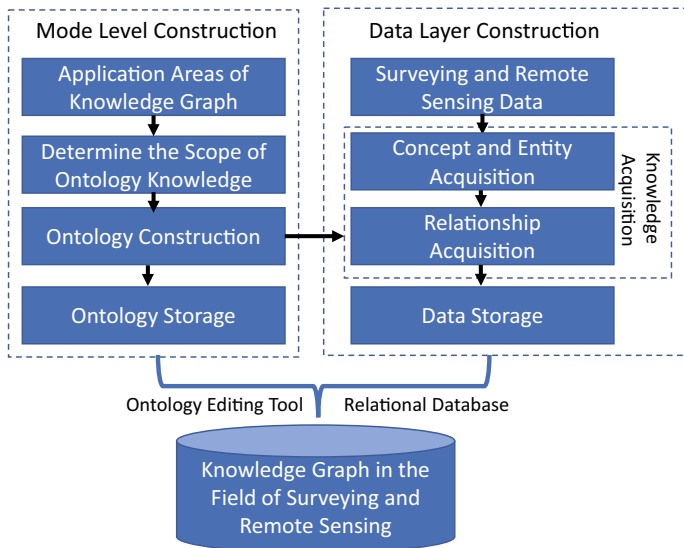 Mode Level Construction
Application Areas of
Knowledge Graph
Determine the Scope of
Ontology Knowledge
Ontology Construction
Ontology Storage
Data Layer Construction
Surveying and Remote
Sensing Data
Concept and Entity
Acquisition
Relationship
Acquisition
Knowledge
Acquisition
Data Storage
Ontology Editing Tool
Relational Database
Knowledge Graph in the
Field of Surveying and
Remote Sensing